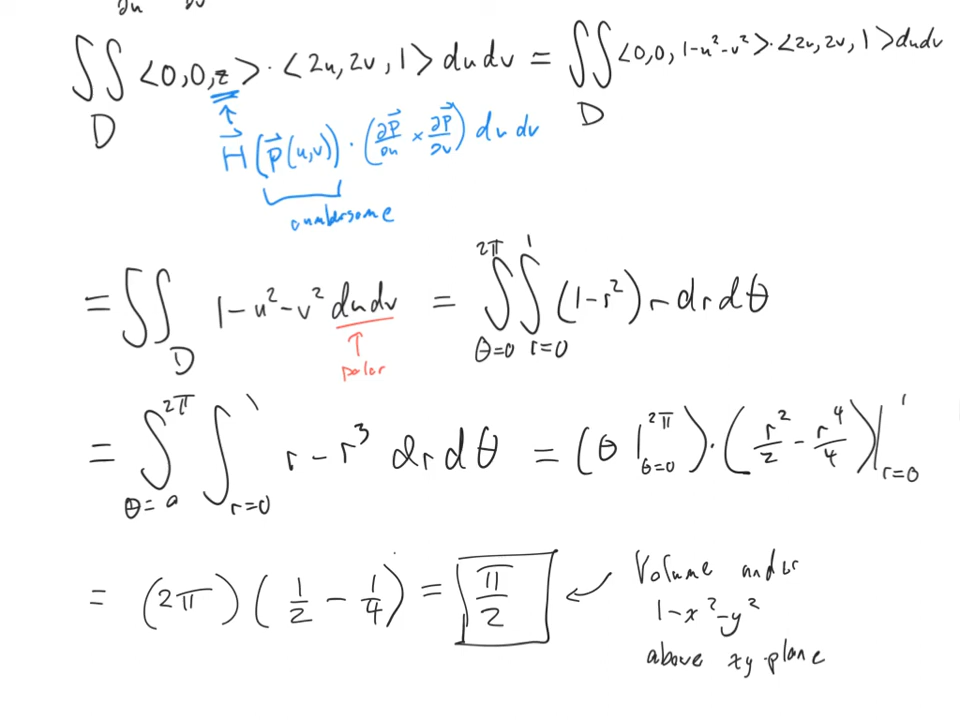 ∂u ∂v
∬_D <0,0,z> · <2u, 2v, 1> du dv = ∬_D <0,0, 1-u²-v²> · <2u, 2v, 1> du dv
↑
H⃗ (p⃗(u,v)) · (∂p⃗/∂u × ∂p⃗/∂v) du dv
cumbersome
= ∬_D 1-u²-v² du dv = ∫_{θ=0}^{2π} ∫_{r=0}^{1} (1-r²) r dr dθ
↑
polar
= ∫_{θ=0}^{2π} ∫_{r=0}^{1} r - r³ dr dθ = (θ |_{θ=0}^{2π}) · (r²/2 - r⁴/4)|_{r=0}^{1}
= (2π)(1/2 - 1/4) = π/2 ← Volume under
1-x²-y²
above xy-plane